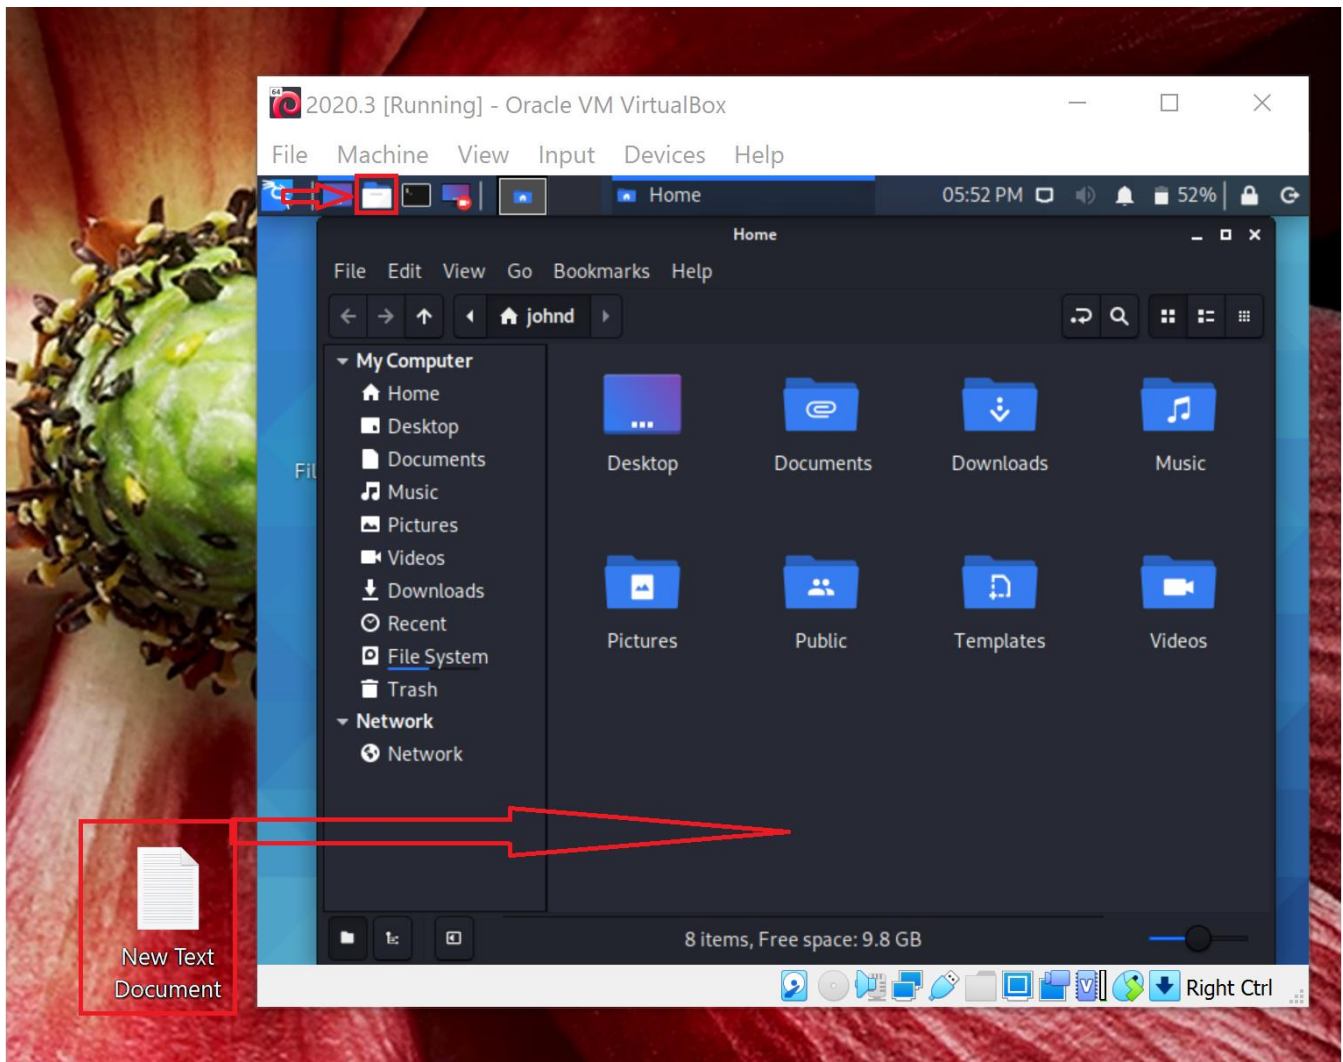 64
2020.3 [Running] - Oracle VM VirtualBox
File Machine View Input Devices Help
Home 05:52 PM 52%
Home
File Edit View Go Bookmarks Help
johnd
My Computer
Home
Desktop
Documents
Music
Pictures
Videos
Downloads
Recent
File System
Trash
Network
Network
Desktop Documents Downloads Music
Pictures Public Templates Videos
Fil
8 items, Free space: 9.8 GB
New Text
Document
V
Right Ctrl